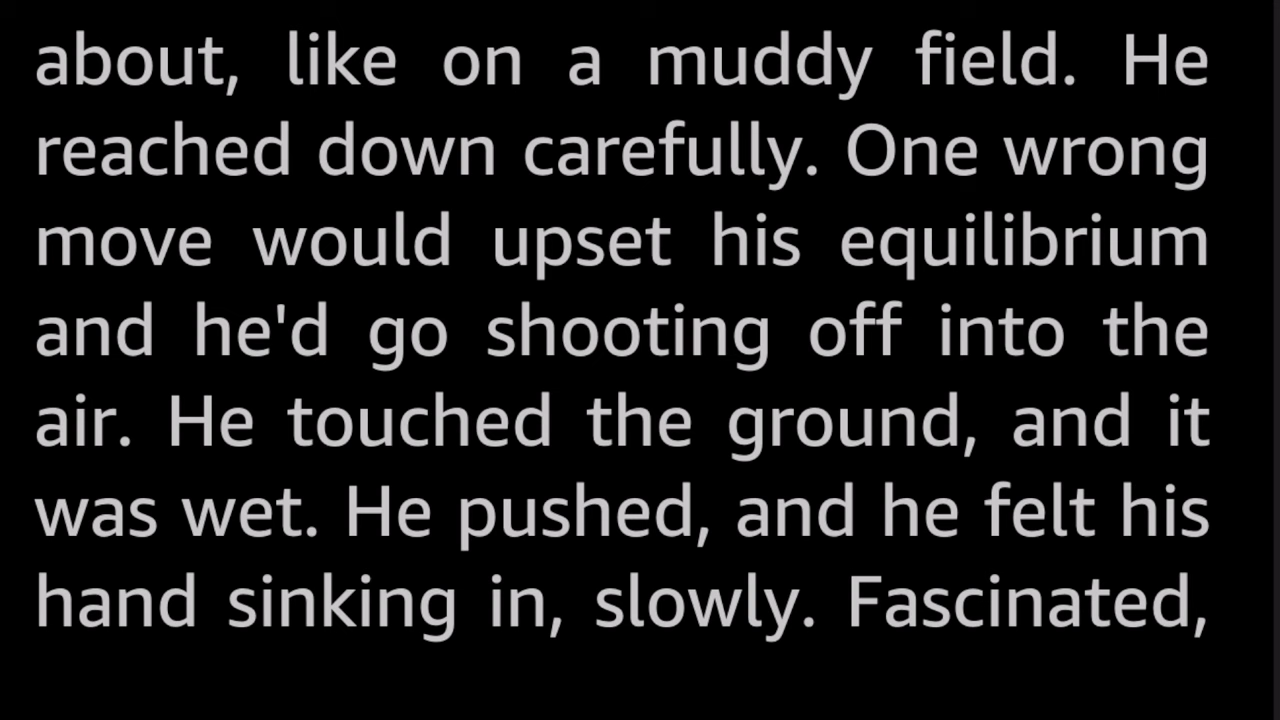 about, like on a muddy field. He
reached down carefully. One wrong
move would upset his equilibrium
and he'd go shooting off into the
air. He touched the ground, and it
was wet. He pushed, and he felt his
hand sinking in, slowly. Fascinated,